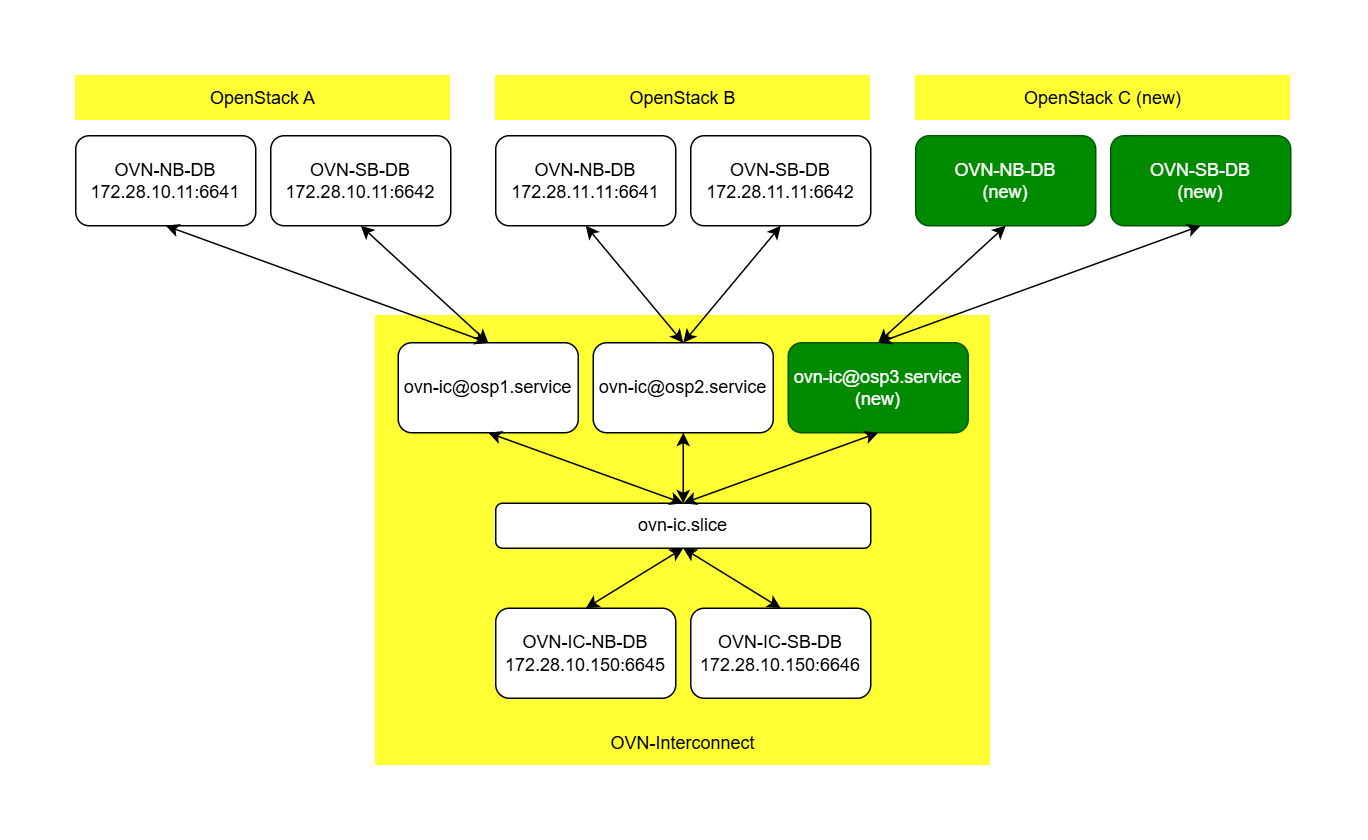 OpenStack A
OpenStack B
OpenStack C (new)
OVN-NB-DB
172.28.10.11:6641
OVN-SB-DB
172.28.10.11:6642
OVN-NB-DB
172.28.11.11:6641
OVN-SB-DB
172.28.11.11:6642
OVN-NB-DB
(new)
OVN-SB-DB
(new)
ovn-ic@osp1.service
ovn-ic@osp2.service
ovn-ic@osp3.service
(new)
ovn-ic.slice
OVN-IC-NB-DB
172.28.10.150:6645
OVN-IC-SB-DB
172.28.10.150:6646
OVN-Interconnect